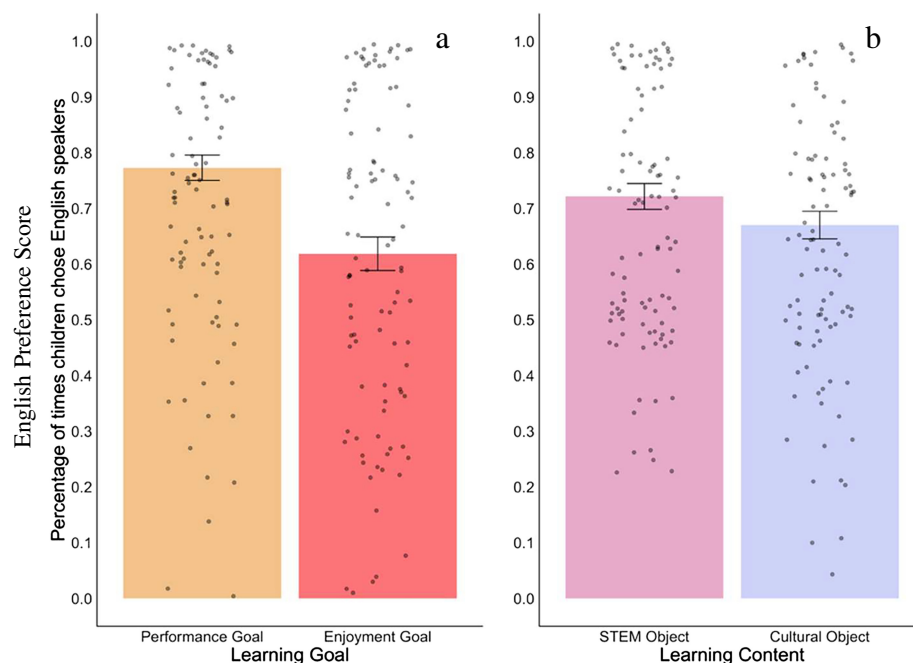 English Preference Score
Percentage of times children chose English speakers
a
1.0
0.9
0.8
0.7
0.6
0.5
0.4
0.3
0.2
0.1
0.0
Performance Goal
Enjoyment Goal
Learning Goal
b
1.0
0.9
0.8
0.7
0.6
0.5
0.4
0.3
0.2
0.1
0.0
STEM Object
Cultural Object
Learning Content